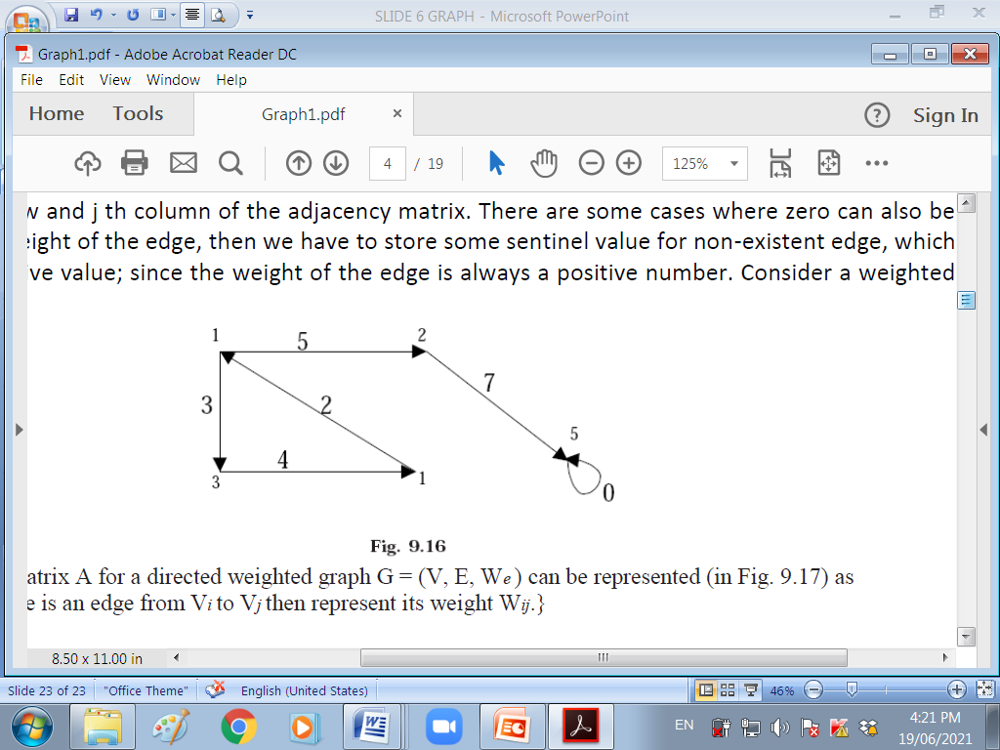 SLIDE 6 GRAPH - Microsoft PowerPoint
Graph1.pdf - Adobe Acrobat Reader DC
File Edit View Window Help
Home Tools Graph1.pdf × ? Sign In
4 / 19 125%
w and j th column of the adjacency matrix. There are some cases where zero can also be
eight of the edge, then we have to store some sentinel value for non-existent edge, which
ve value; since the weight of the edge is always a positive number. Consider a weighted
1 5 2
7
3 2
5
4
3 1
0
Fig. 9.16
atrix A for a directed weighted graph G = (V, E, We) can be represented (in Fig. 9.17) as
e is an edge from Vi to Vj then represent its weight Wij.}
8.50 x 11.00 in
Slide 23 of 23 "Office Theme" English (United States) 46%
EN 4:21 PM
19/06/2021